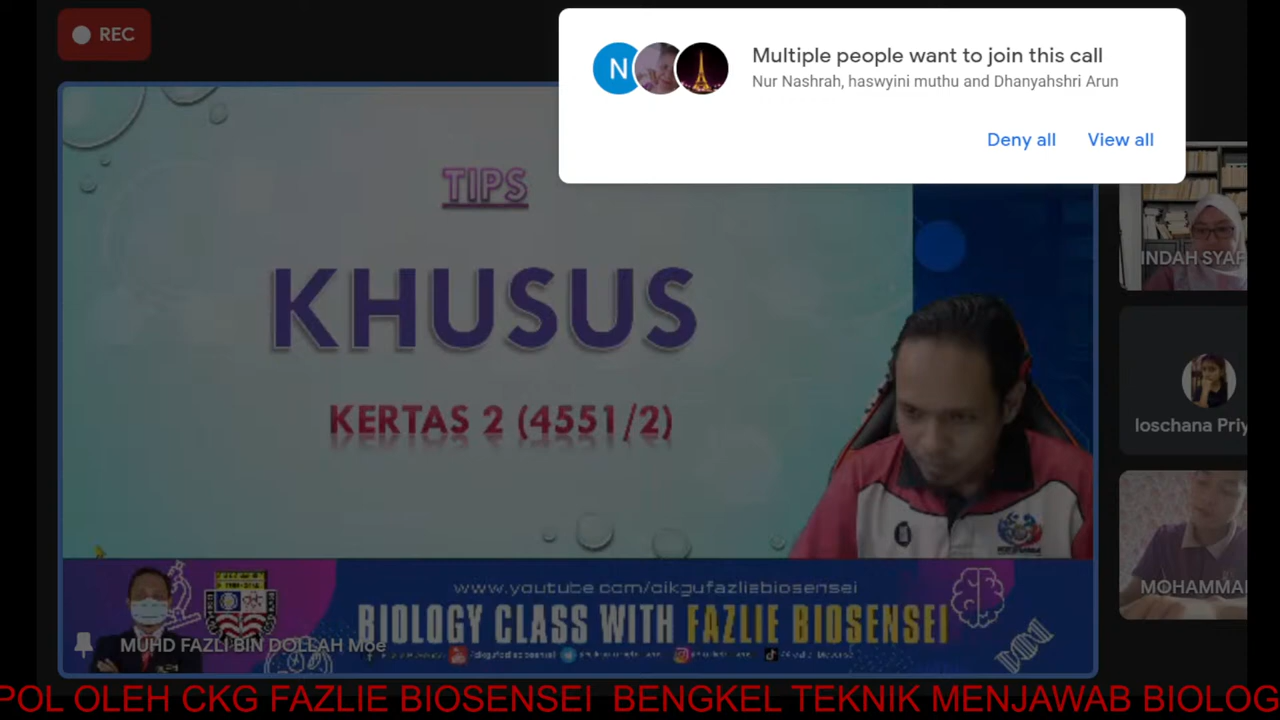 REC
N
Multiple people want to join this call
Nur Nashrah, haswyini muthu and Dhanyahshri Arun
Deny all View all
TIPS
KHUSUS
KERTAS 2 (4551/2)
INDAH SYAF
loschana Priy
MOHAMMA
www.youtube.com/cikgufazliebiosensei
BIOLOGY CLASS WITH FAZLIE BIOSENSEI
MUHD FAZLI BIN DOLLAH Moe
POL OLEH CKG FAZLIE BIOSENSEI BENGKEL TEKNIK MENJAWAB BIOLOG